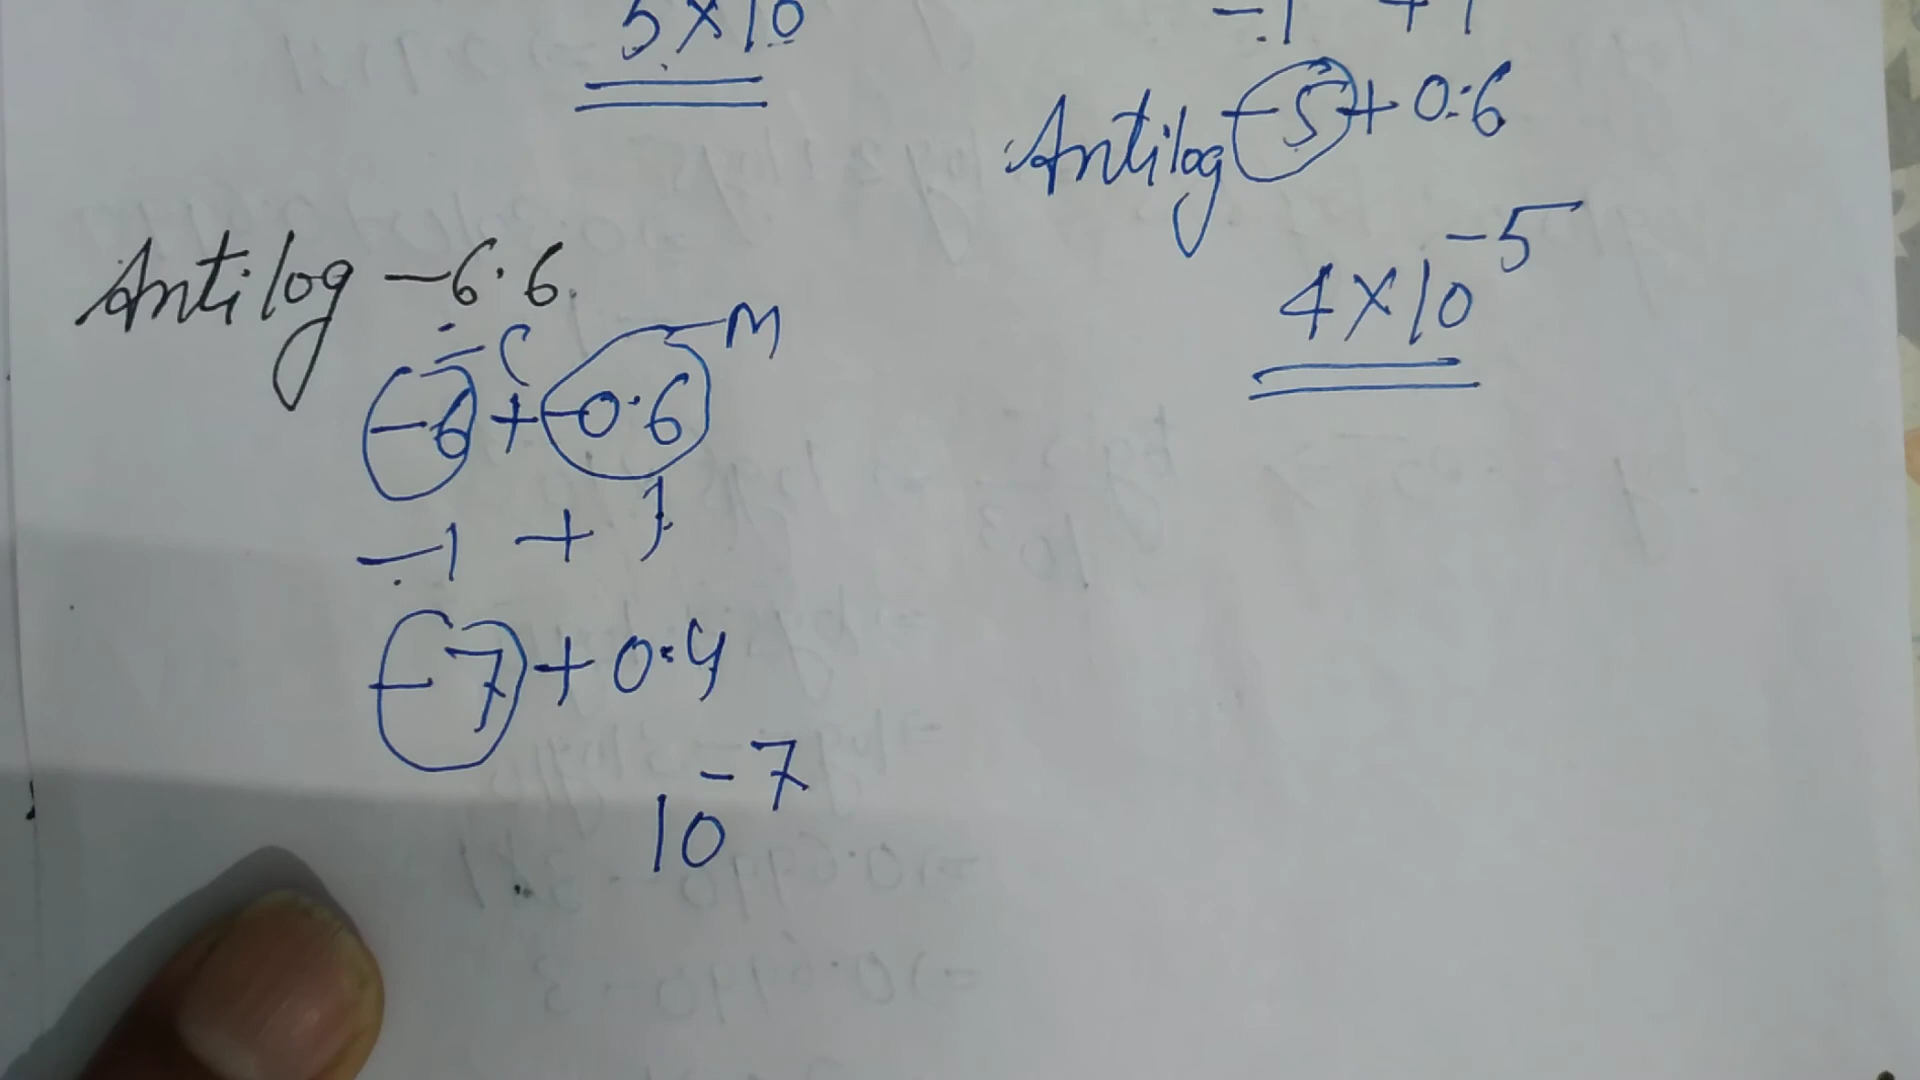 5×10
-1 +1
Antilog -5+0.6
4×10^-5
Antilog -6.6
C M
-6+-0.6
-1 + 1
-7+0.4
10^-7